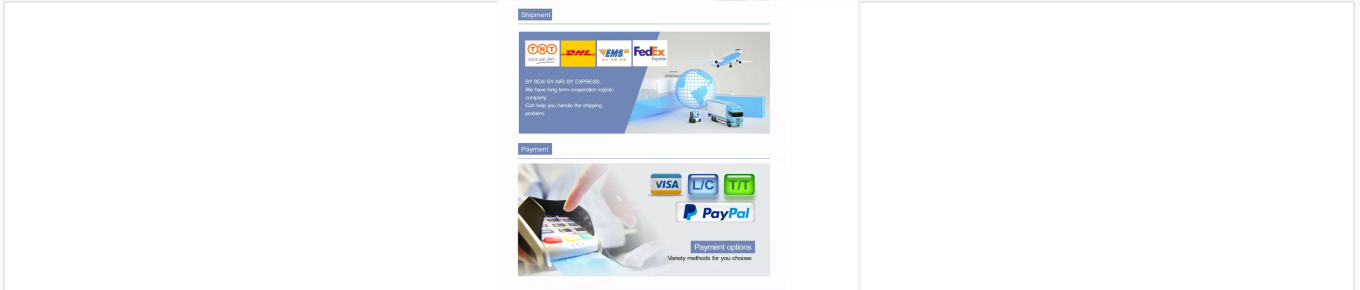 Shipment
TNT
DHL
EMS
FedEx
Express
BY SEA/ BY AIR/ BY EXPRESS.
We have long term cooperation logistic
company.
Can help you handle the shipping
problem.
Payment
VISA
L/C
T/T
PayPal
Payment options
Variety methods for you choose